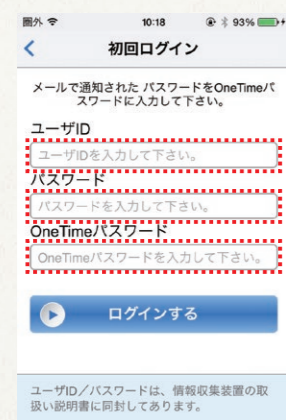 圏外 10:18 93%
初回ログイン
メールで通知された パスワードをOneTimeパ
スワードに入力して下さい。
ユーザID
ユーザIDを入力して下さい。
パスワード
パスワードを入力して下さい。
OneTimeパスワード
OneTimeパスワードを入力して下さい。
ログインする
ユーザID／パスワードは、情報収集装置の取
扱い説明書に同封してあります。